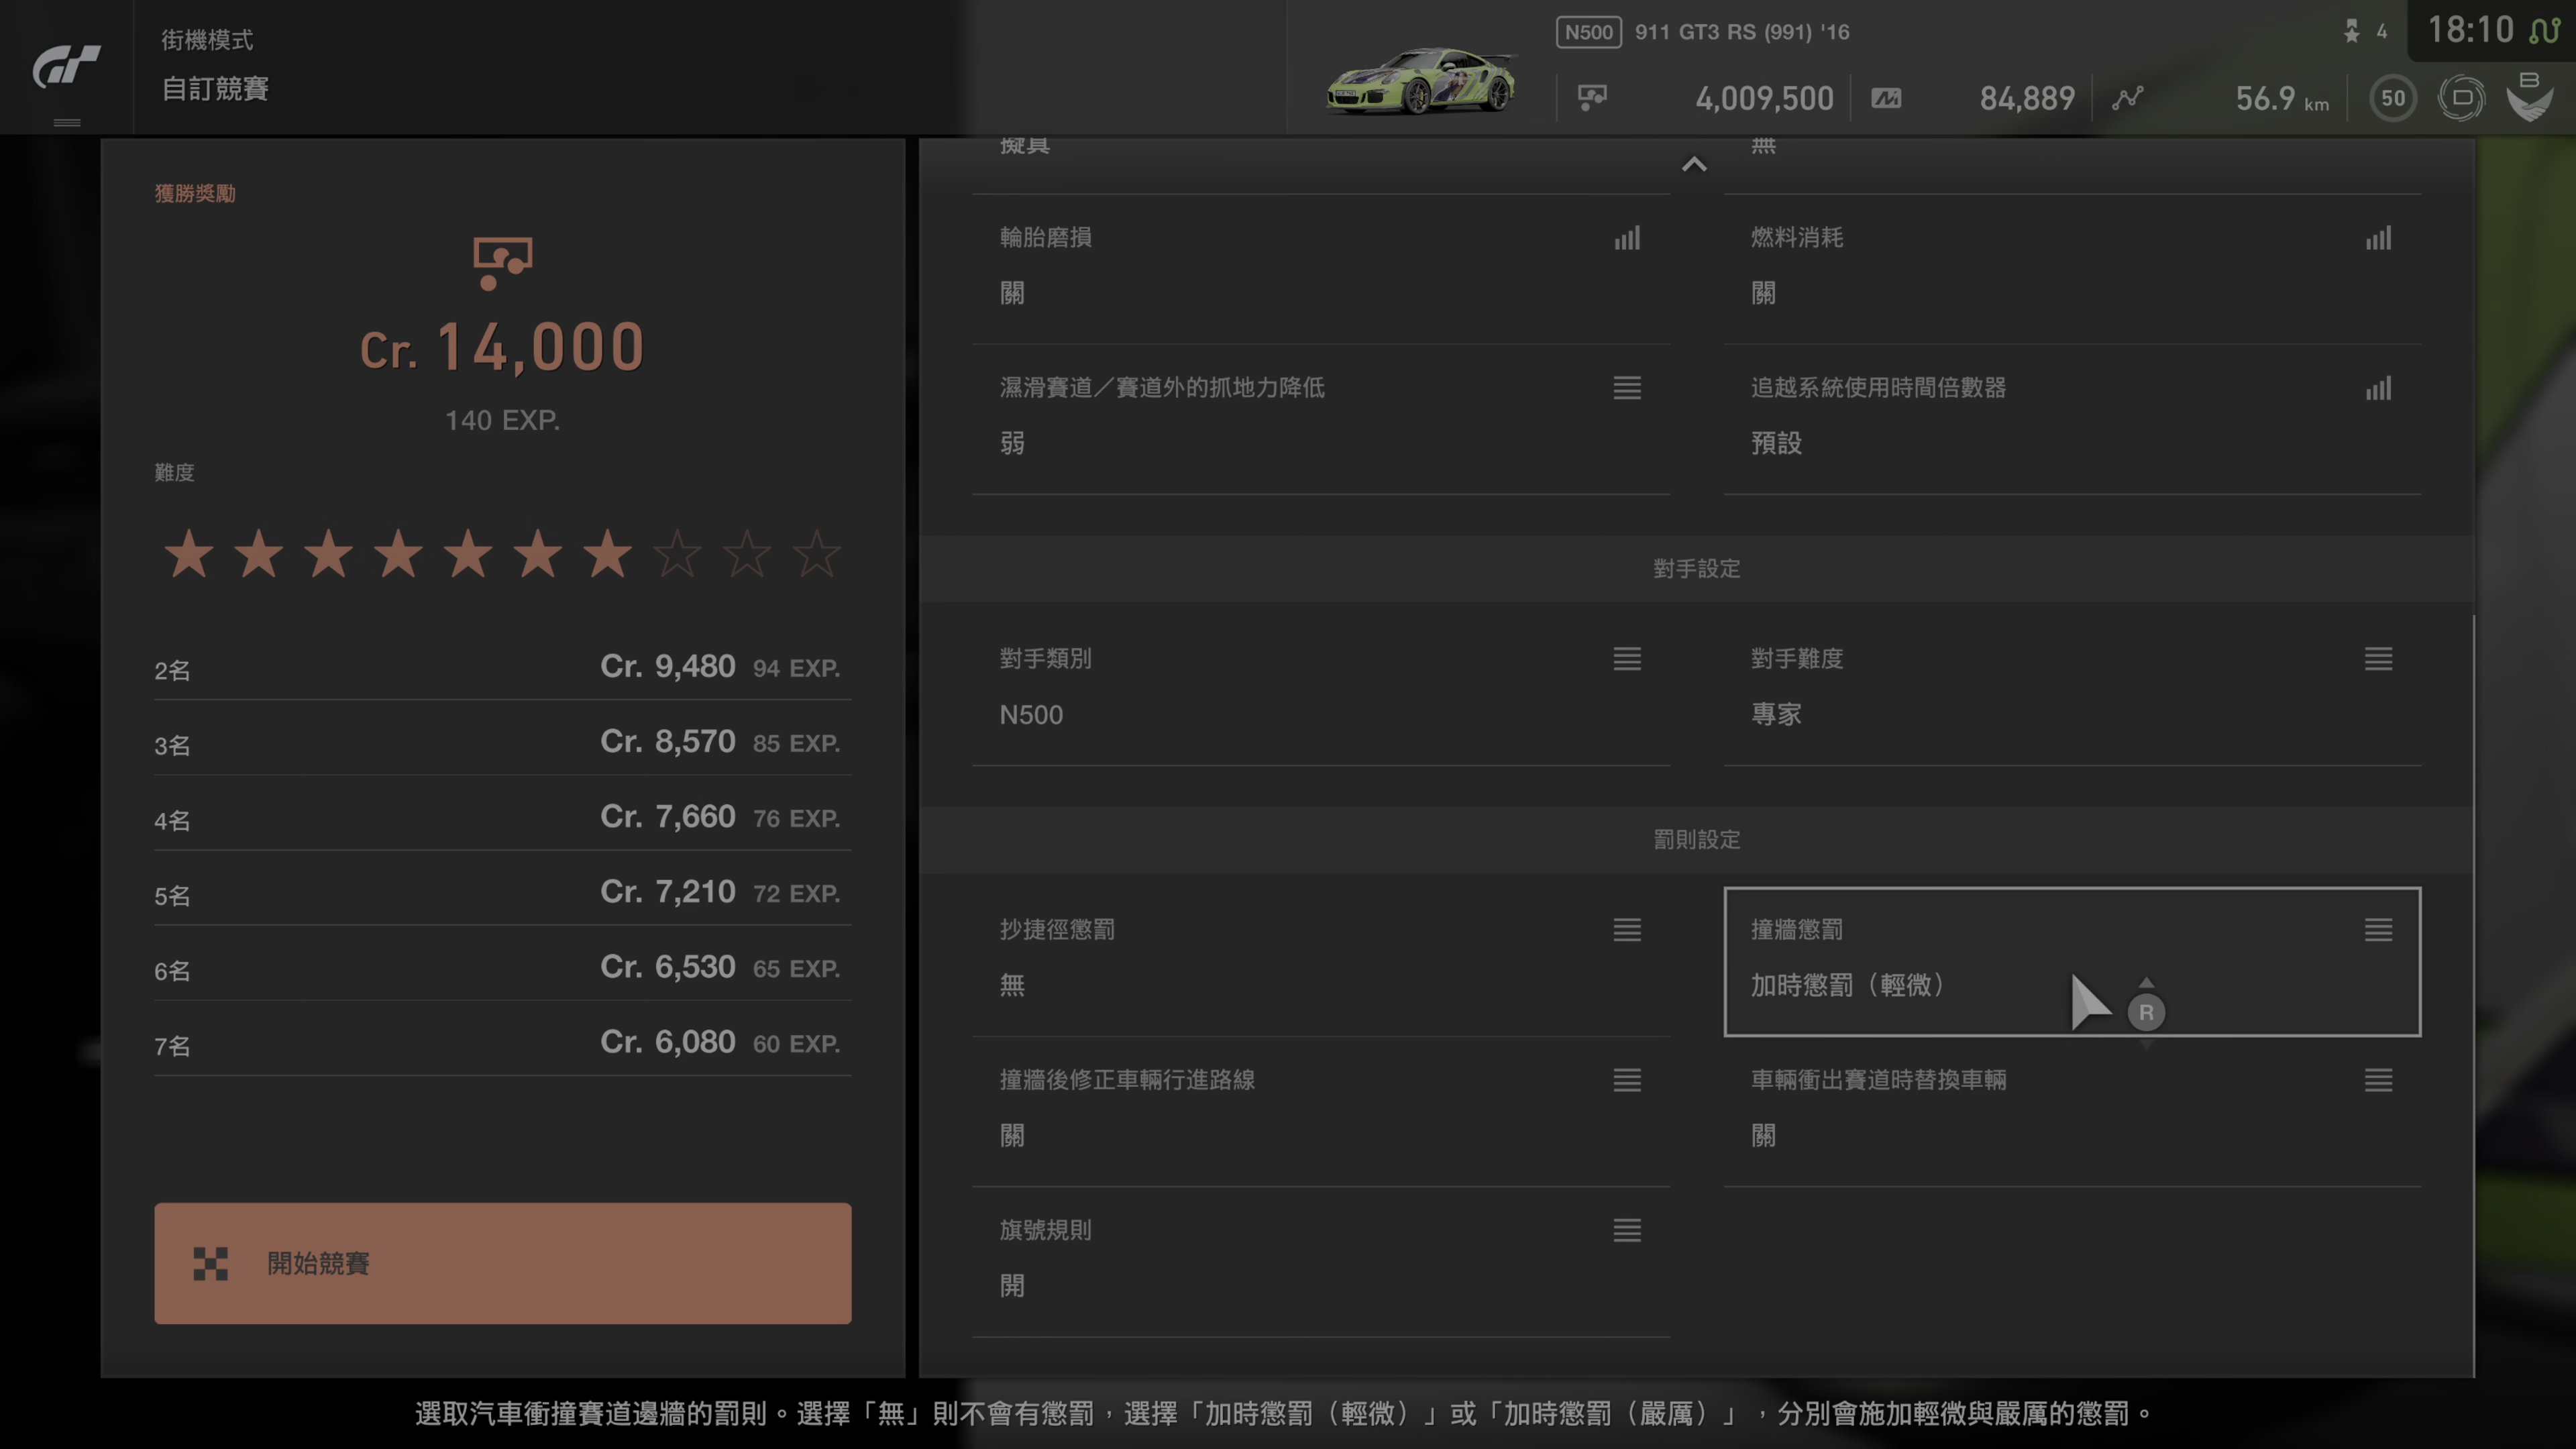 街機模式
自訂競賽
N500 911 GT3 RS (991) '16
4
18:10
4,009,500
84,889
56.9 km
50
D
B
獲勝獎勵
Cr. 14,000
140 EXP.
難度
2名 Cr. 9,480 94 EXP.
3名 Cr. 8,570 85 EXP.
4名 Cr. 7,660 76 EXP.
5名 Cr. 7,210 72 EXP.
6名 Cr. 6,530 65 EXP.
7名 Cr. 6,080 60 EXP.
開始競賽
擬真
無
輪胎磨損
關
燃料消耗
關
濕滑賽道／賽道外的抓地力降低
弱
追越系統使用時間倍數器
預設
對手設定
對手類別
N500
對手難度
專家
罰則設定
抄捷徑懲罰
無
撞牆懲罰
加時懲罰（輕微）
R
撞牆後修正車輛行進路線
關
車輛衝出賽道時替換車輛
關
旗號規則
開
選取汽車衝撞賽道邊牆的罰則。選擇「無」則不會有懲罰，選擇「加時懲罰（輕微）」或「加時懲罰（嚴厲）」，分別會施加輕微與嚴厲的懲罰。